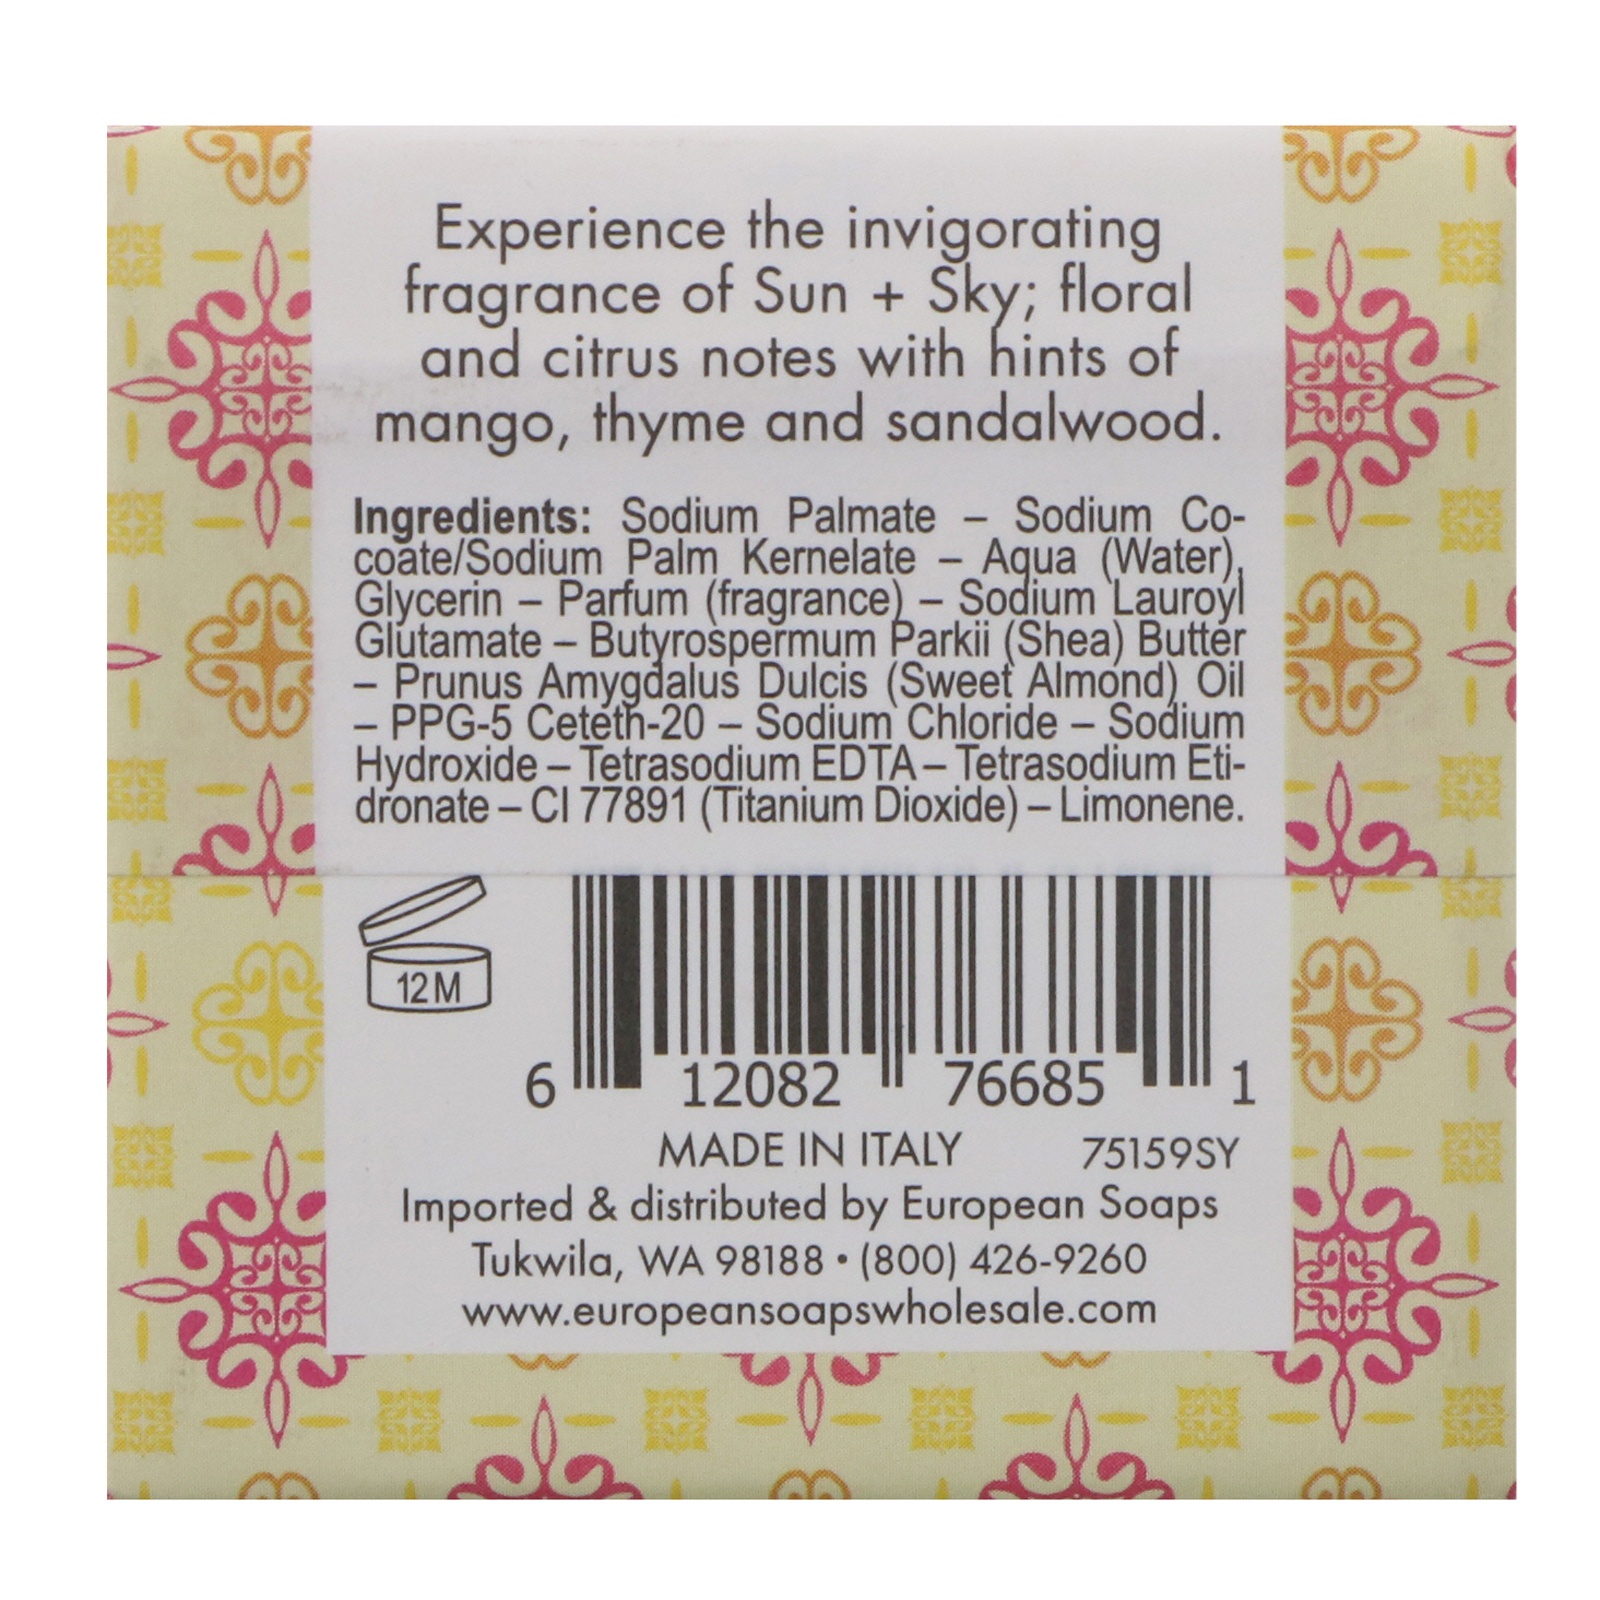 Experience the invigorating
fragrance of Sun + Sky; floral
and citrus notes with hints of
mango, thyme and sandalwood.
Ingredients: Sodium Palmate – Sodium Co-
coate/Sodium Palm Kernelate – Aqua (Water),
Glycerin – Parfum (fragrance) – Sodium Lauroyl
Glutamate – Butyrospermum Parkii (Shea) Butter
– Prunus Amygdalus Dulcis (Sweet Almond) Oil
– PPG-5 Ceteth-20 – Sodium Chloride – Sodium
Hydroxide – Tetrasodium EDTA – Tetrasodium Eti-
dronate – CI 77891 (Titanium Dioxide) – Limonene.
12M
6 12082 76685 1
MADE IN ITALY 75159SY
Imported & distributed by European Soaps
Tukwila, WA 98188 • (800) 426-9260
www.europeansoapswholesale.com